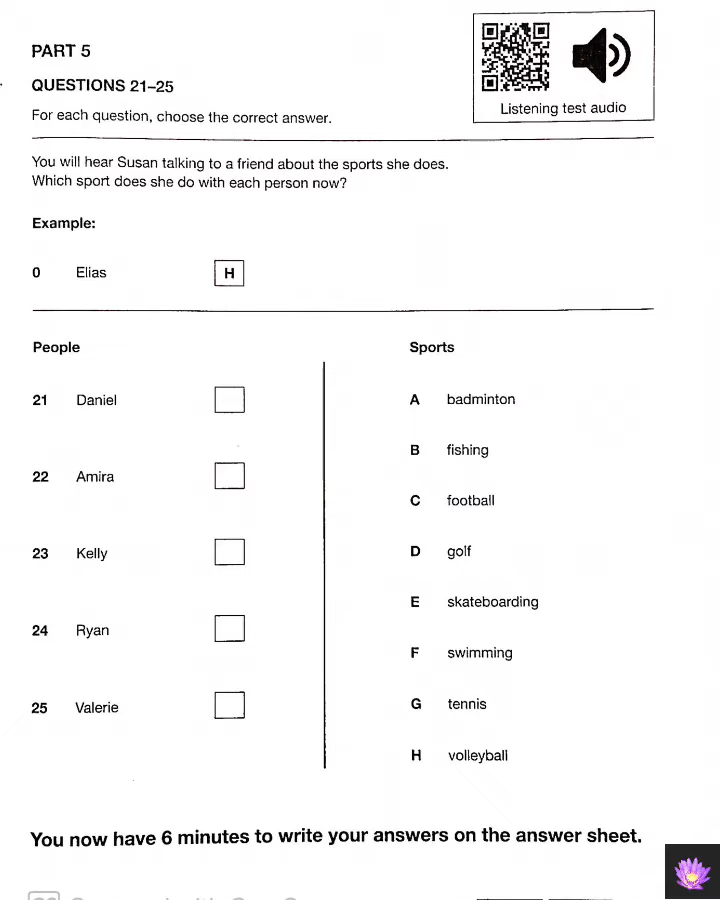 PART 5
QUESTIONS 21–25
For each question, choose the correct answer.
Listening test audio
You will hear Susan talking to a friend about the sports she does.
Which sport does she do with each person now?
Example:
0 Elias H
People
21 Daniel
22 Amira
23 Kelly
24 Ryan
25 Valerie
Sports
A badminton
B fishing
C football
D golf
E skateboarding
F swimming
G tennis
H volleyball
You now have 6 minutes to write your answers on the answer sheet.